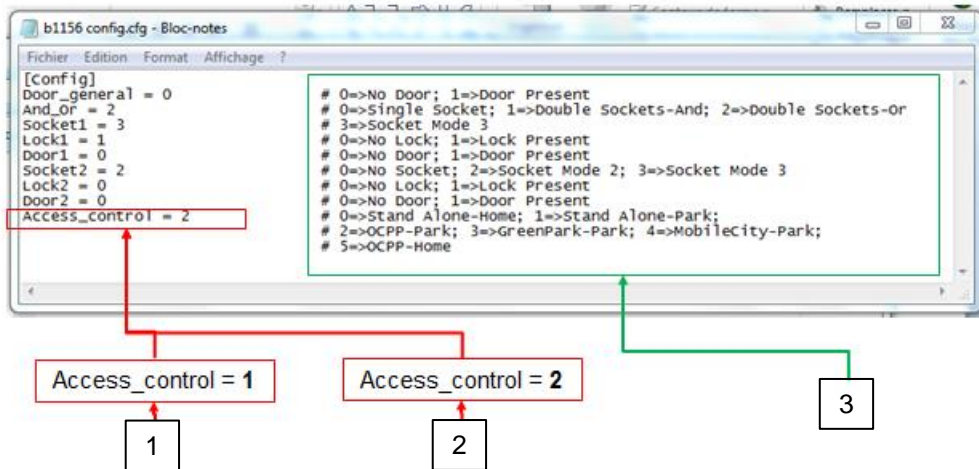 b1156 config.cfg - Bloc-notes
Fichier Edition Format Affichage ?
[Config]
Door_general = 0 # 0=>No Door; 1=>Door Present
And_Or = 2 # 0=>Single Socket; 1=>Double Sockets-And; 2=>Double Sockets-Or
Socket1 = 3 # 3=>Socket Mode 3
Lock1 = 1 # 0=>No Lock; 1=>Lock Present
Door1 = 0 # 0=>No Door; 1=>Door Present
Socket2 = 2 # 0=>No Socket; 2=>Socket Mode 2; 3=>Socket Mode 3
Lock2 = 0 # 0=>No Lock; 1=>Lock Present
Door2 = 0 # 0=>No Door; 1=>Door Present
Access_control = 2 # 0=>Stand Alone-Home; 1=>Stand Alone-Park;
# 2=>OCPP-Park; 3=>GreenPark-Park; 4=>MobileCity-Park;
# 5=>OCPP-Home
Access_control = 1 Access_control = 2
3
1 2